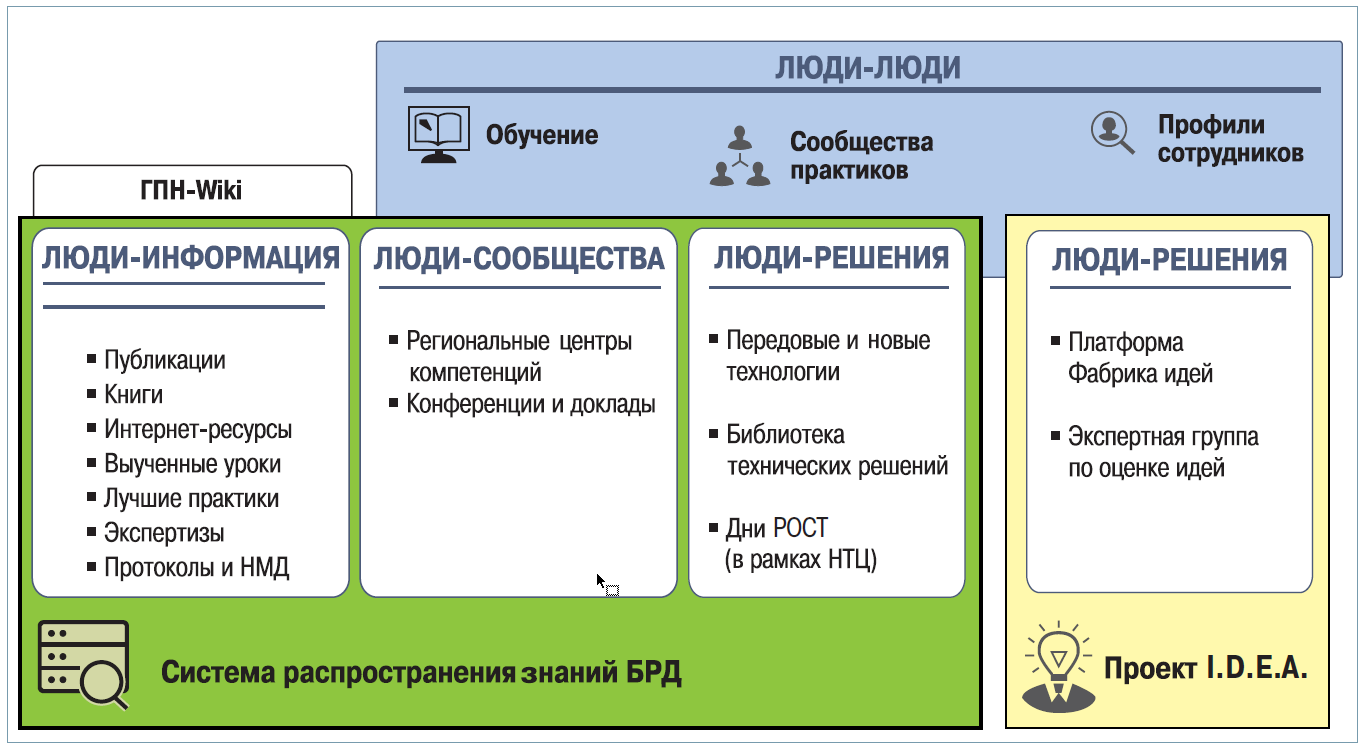 ЛЮДИ-ЛЮДИ
Обучение
Сообщества
практиков
Профили
сотрудников
ГПН-Wiki
ЛЮДИ-ИНФОРМАЦИЯ
Публикации
Книги
Интернет-ресурсы
Выученные уроки
Лучшие практики
Экспертизы
Протоколы и НМД
ЛЮДИ-СООБЩЕСТВА
Региональные центры
компетенций
Конференции и доклады
ЛЮДИ-РЕШЕНИЯ
Передовые и новые
технологии
Библиотека
технических решений
Дни РОСТ
(в рамках НТЦ)
ЛЮДИ-РЕШЕНИЯ
Платформа
Фабрика идей
Экспертная группа
по оценке идей
Система распространения знаний БРД
Проект I.D.E.A.